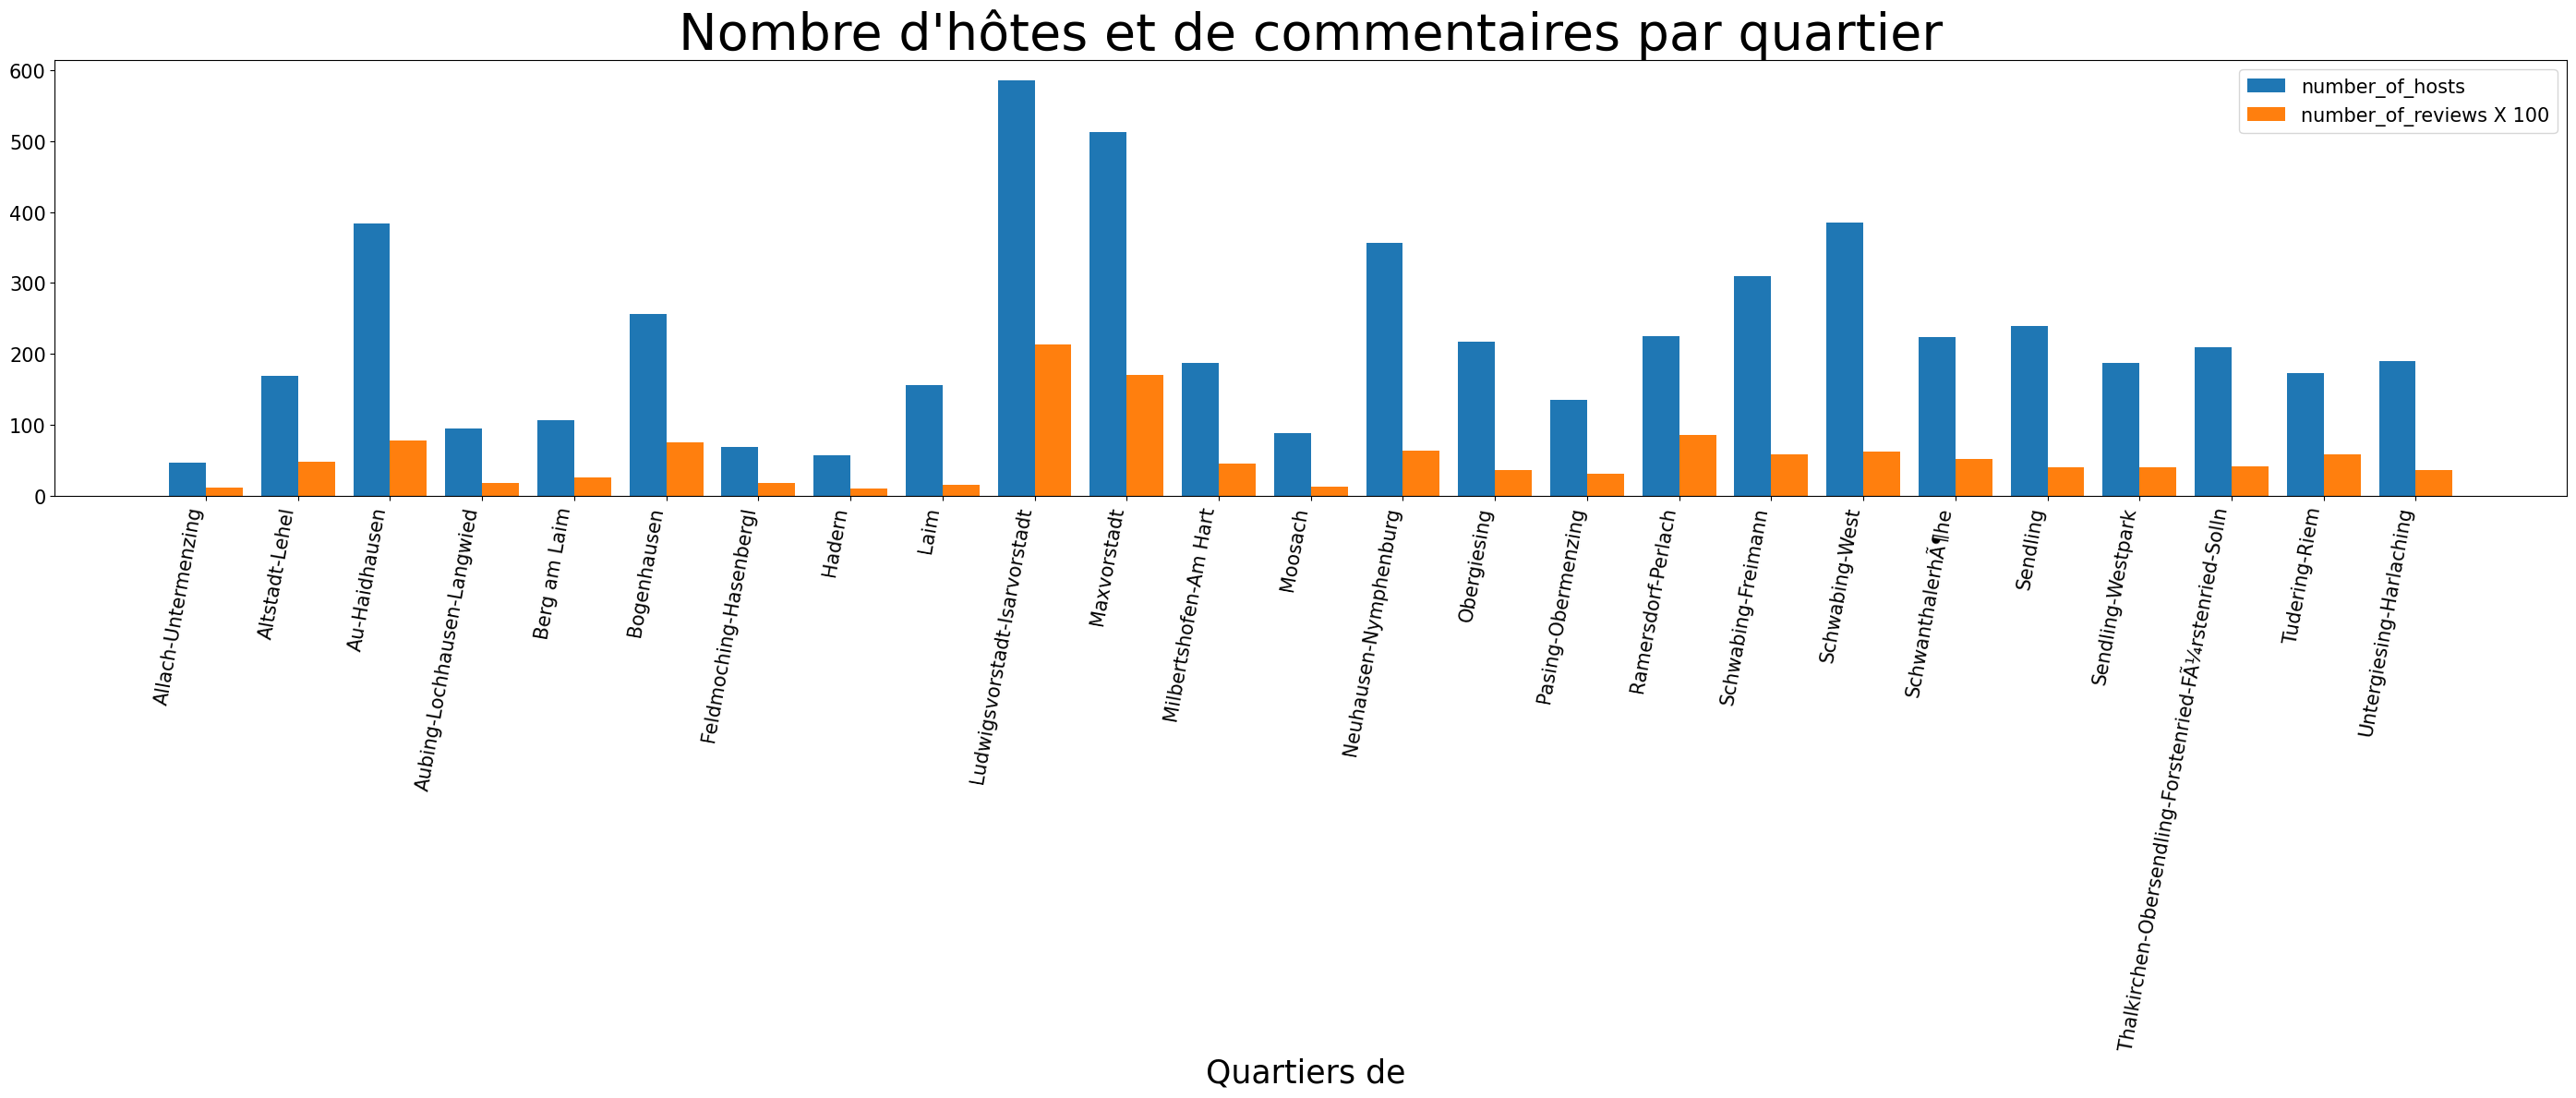 Nombre d'hôtes et de commentaires par quartier
600
500
400
300
200
100
0
number_of_hosts
number_of_reviews X 100
Allach-Untermenzing
Altstadt-Lehel
Au-Haidhausen
Aubing-Lochhausen-Langwied
Berg am Laim
Bogenhausen
Feldmoching-Hasenbergl
Hadern
Laim
Ludwigsvorstadt-Isarvorstadt
Maxvorstadt
Milbertshofen-Am Hart
Moosach
Neuhausen-Nymphenburg
Obergiesing
Pasing-Obermenzing
Ramersdorf-Perlach
Schwabing-Freimann
Schwabing-West
SchwanthalerhÃ¶he
Sendling
Sendling-Westpark
Thalkirchen-Obersendling-Forstenried-FÃ¼rstenried-Solln
Tudering-Riem
Untergiesing-Harlaching
Quartiers de